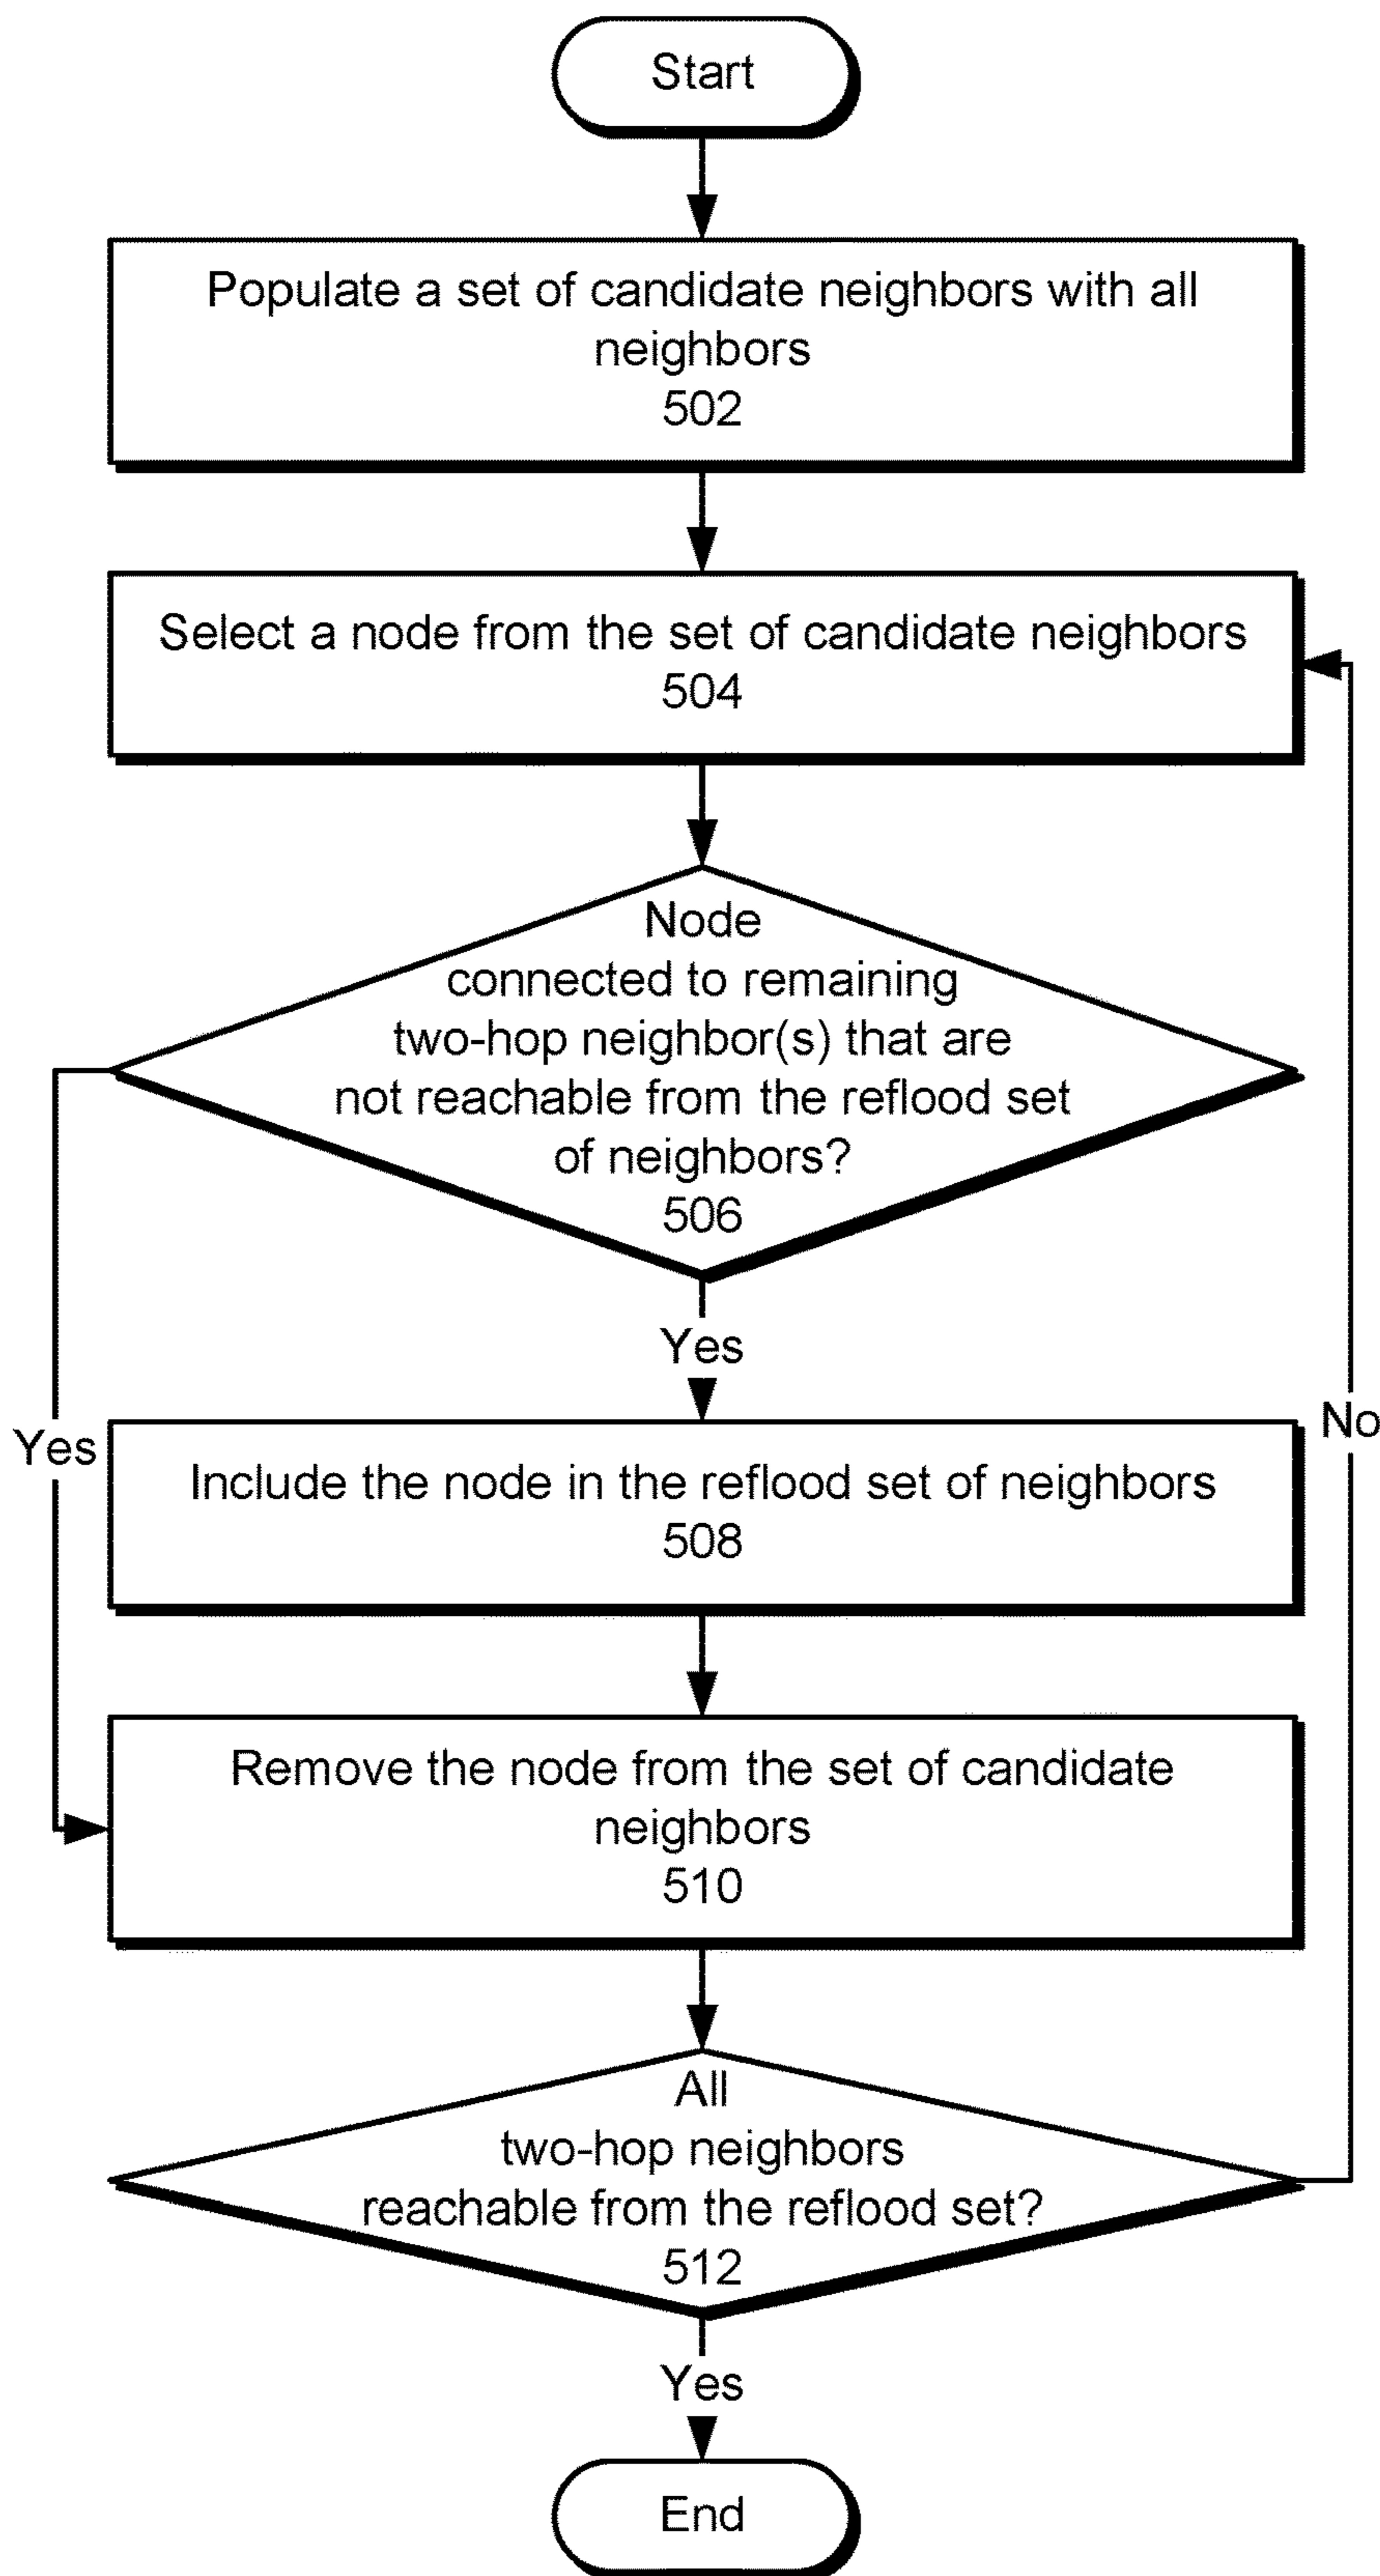 Start
Populate a set of candidate neighbors with all
neighbors
502
Select a node from the set of candidate neighbors
504
Node
connected to remaining
two-hop neighbor(s) that are
not reachable from the reflood set
of neighbors?
506
Yes
No
Yes
Include the node in the reflood set of neighbors
508
Remove the node from the set of candidate
neighbors
510
All
two-hop neighbors
reachable from the reflood set?
512
Yes
End